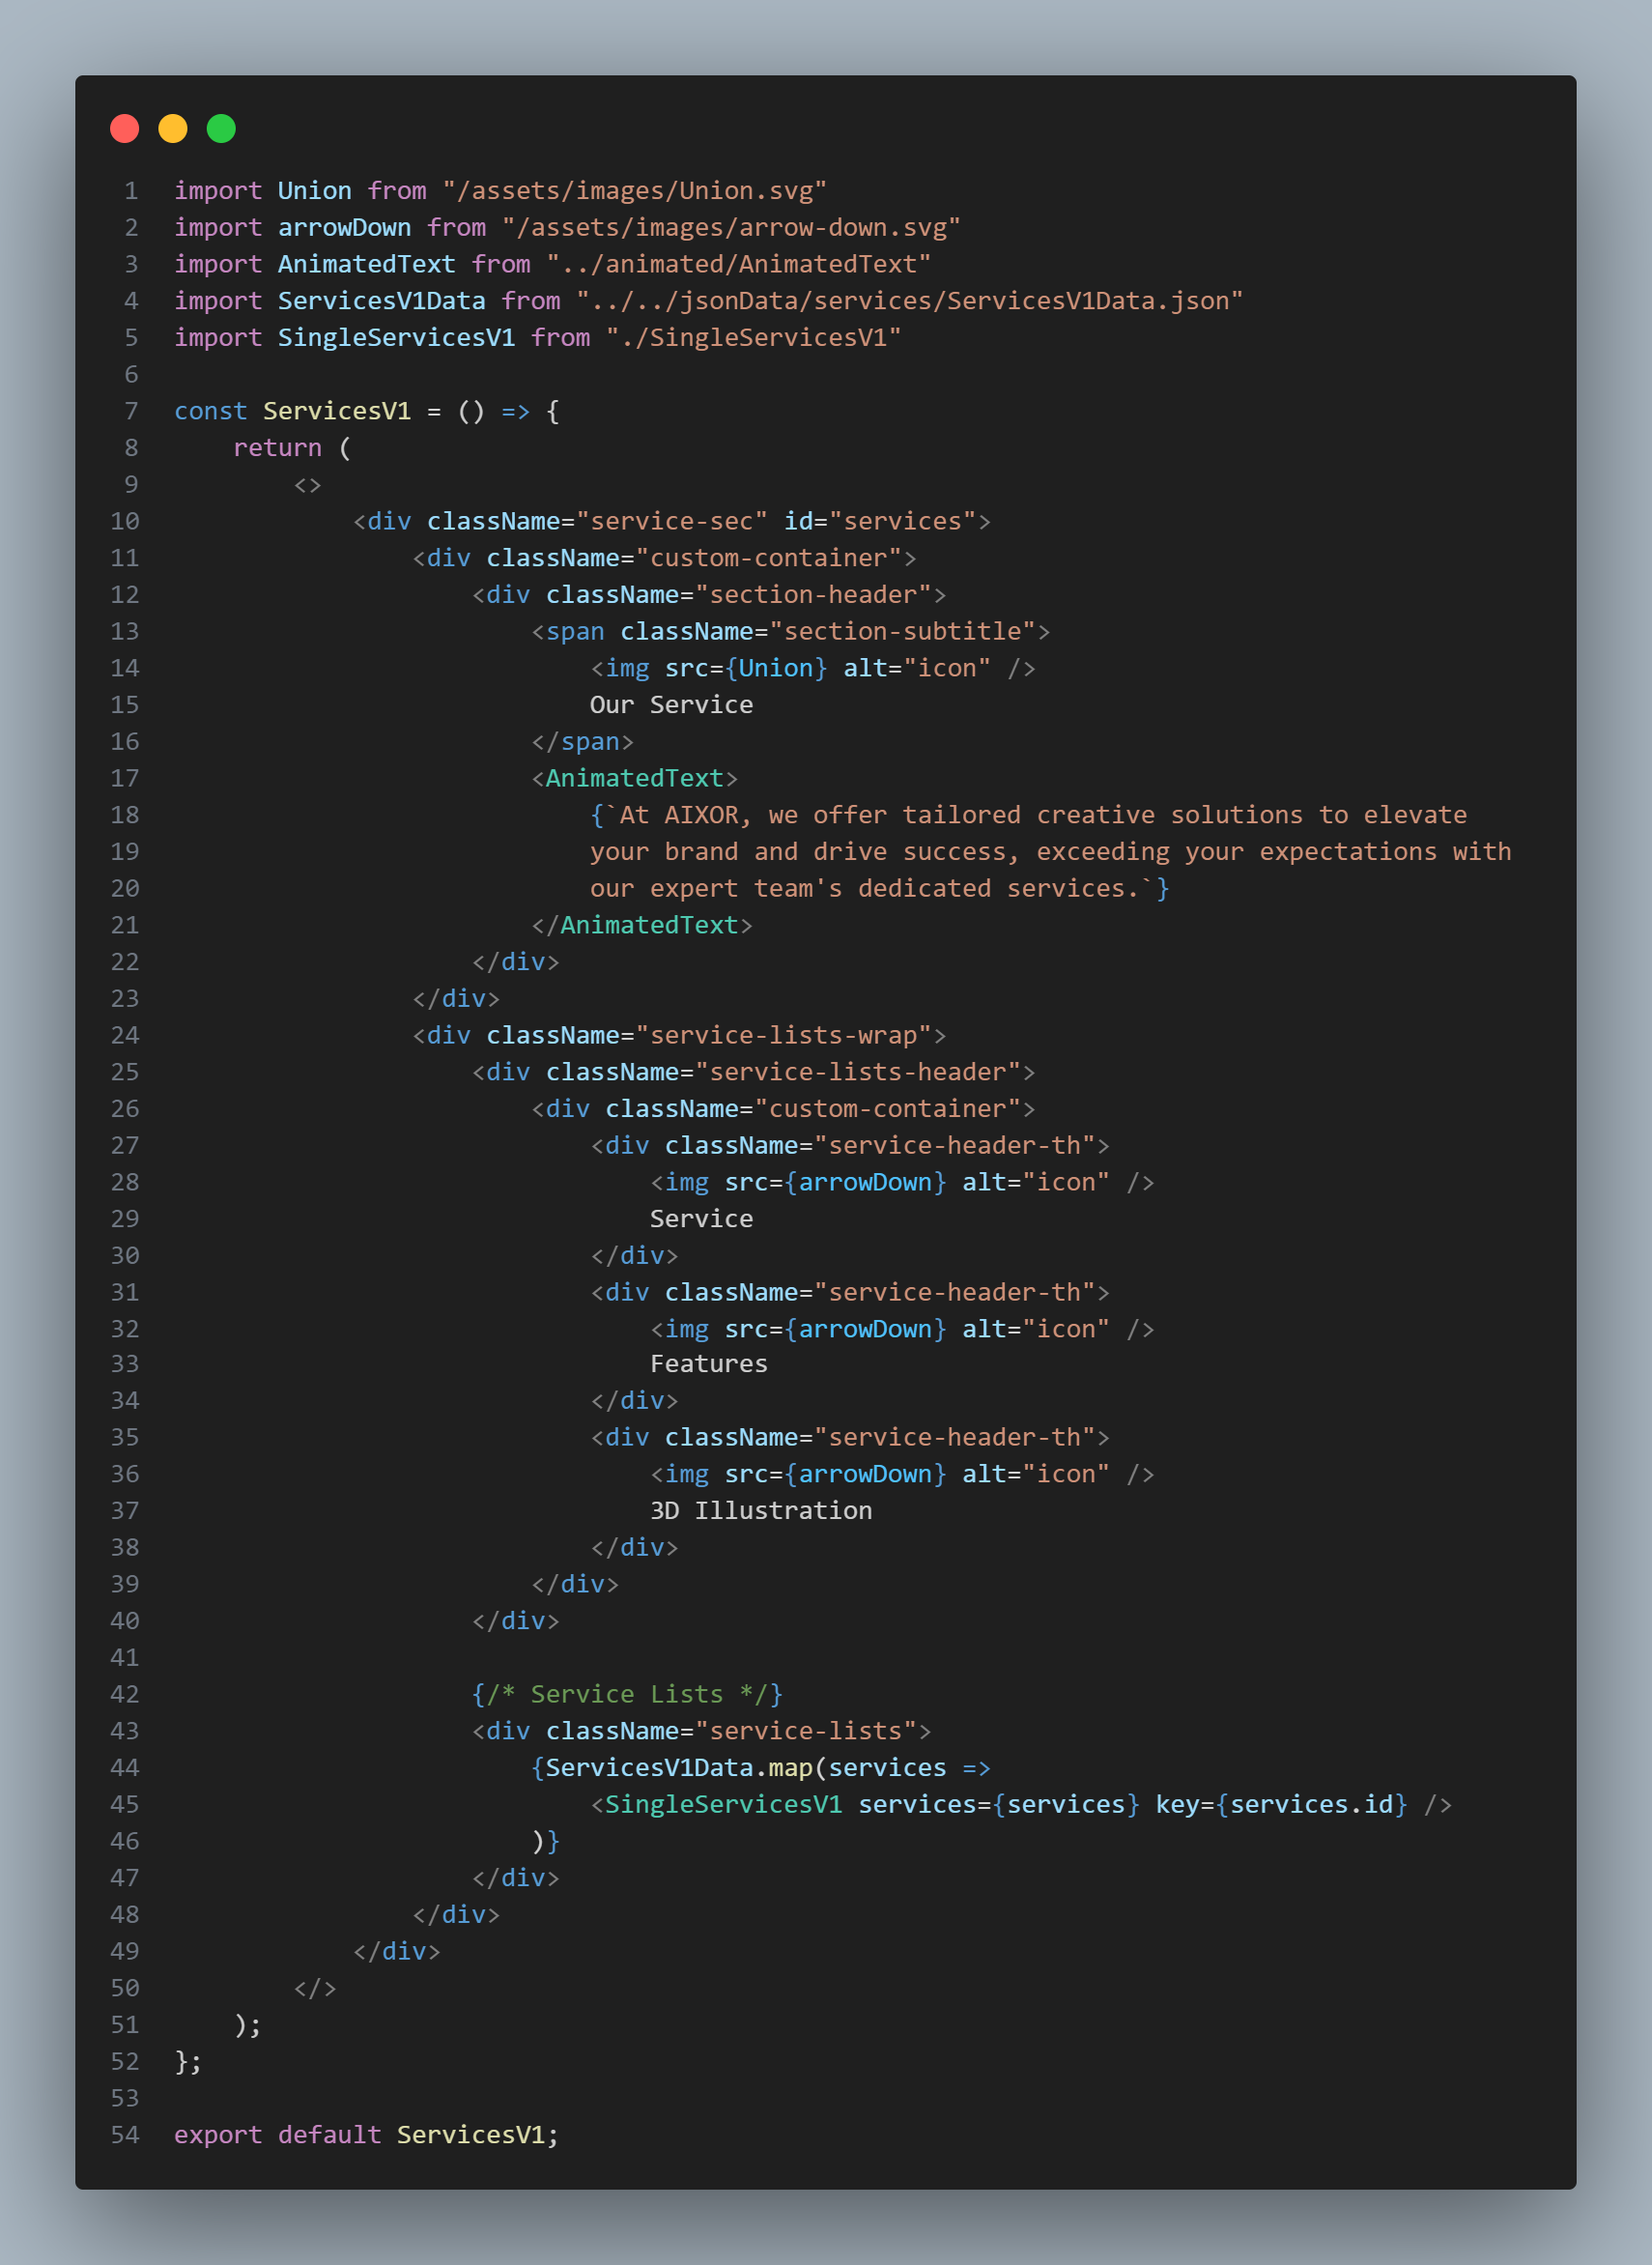 1 import Union from "/assets/images/Union.svg"
2 import arrowDown from "/assets/images/arrow-down.svg"
3 import AnimatedText from "../animated/AnimatedText"
4 import ServicesV1Data from "../../jsonData/services/ServicesV1Data.json"
5 import SingleServicesV1 from "./SingleServicesV1"
6
7 const ServicesV1 = () => {
8     return (
9         <>
10             <div className="service-sec" id="services">
11                 <div className="custom-container">
12                     <div className="section-header">
13                         <span className="section-subtitle">
14                             <img src={Union} alt="icon" />
15                             Our Service
16                         </span>
17                         <AnimatedText>
18                             {`At AIXOR, we offer tailored creative solutions to elevate
19                             your brand and drive success, exceeding your expectations with
20                             our expert team's dedicated services.`}
21                         </AnimatedText>
22                     </div>
23                 </div>
24                 <div className="service-lists-wrap">
25                     <div className="service-lists-header">
26                         <div className="custom-container">
27                             <div className="service-header-th">
28                                 <img src={arrowDown} alt="icon" />
29                                 Service
30                             </div>
31                             <div className="service-header-th">
32                                 <img src={arrowDown} alt="icon" />
33                                 Features
34                             </div>
35                             <div className="service-header-th">
36                                 <img src={arrowDown} alt="icon" />
37                                 3D Illustration
38                             </div>
39                         </div>
40                     </div>
41
42                     {/* Service Lists */}
43                     <div className="service-lists">
44                         {ServicesV1Data.map(services =>
45                             <SingleServicesV1 services={services} key={services.id} />
46                         )}
47                     </div>
48                 </div>
49             </div>
50         </>
51     );
52 };
53
54 export default ServicesV1;